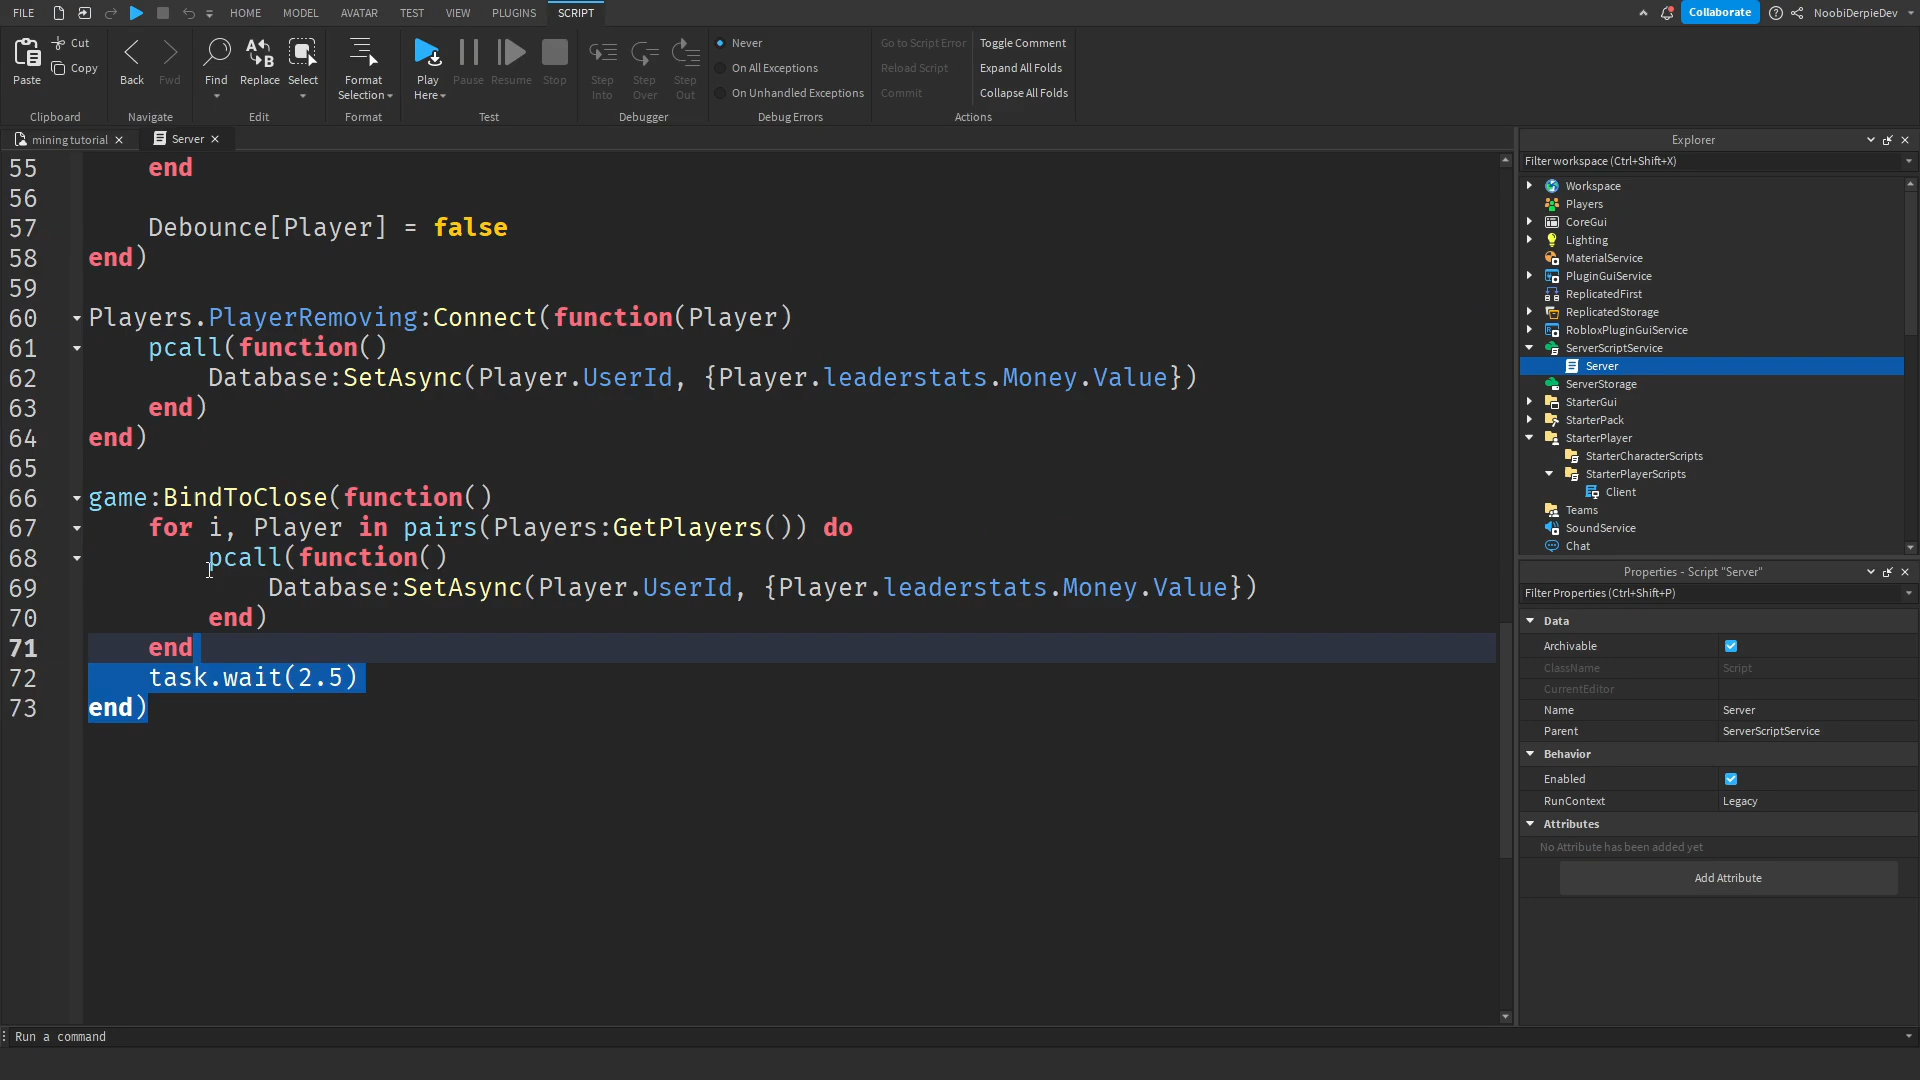 FILE HOME MODEL AVATAR TEST VIEW PLUGINS SCRIPT Collaborate NoobiDerpieDev
Paste Cut Copy Back Fwd Find Replace Select Format Selection Play Here Pause Resume Stop Step Into Step Over Step Out
Never
On All Exceptions
On Unhandled Exceptions
Go to Script Error
Reload Script
Commit
Toggle Comment
Expand All Folds
Collapse All Folds
Clipboard Navigate Edit Format Test Debugger Debug Errors Actions
mining tutorial Server
55 end
56
57 Debounce[Player] = false
58 end)
59
60 Players.PlayerRemoving:Connect(function(Player)
61 pcall(function()
62 Database:SetAsync(Player.UserId, {Player.leaderstats.Money.Value})
63 end)
64 end)
65
66 game:BindToClose(function()
67 for i, Player in pairs(Players:GetPlayers()) do
68 pcall(function()
69 Database:SetAsync(Player.UserId, {Player.leaderstats.Money.Value})
70 end)
71 end
72 task.wait(2.5)
73 end)
Run a command
Explorer
Filter workspace (Ctrl+Shift+X)
Workspace
Players
CoreGui
Lighting
MaterialService
PluginGuiService
ReplicatedFirst
ReplicatedStorage
RobloxPluginGuiService
ServerScriptService
Server
ServerStorage
StarterGui
StarterPack
StarterPlayer
StarterCharacterScripts
StarterPlayerScripts
Client
Teams
SoundService
Chat
Properties - Script "Server"
Filter Properties (Ctrl+Shift+P)
Data
Archivable
ClassName Script
CurrentEditor
Name Server
Parent ServerScriptService
Behavior
Enabled
RunContext Legacy
Attributes
No Attribute has been added yet
Add Attribute